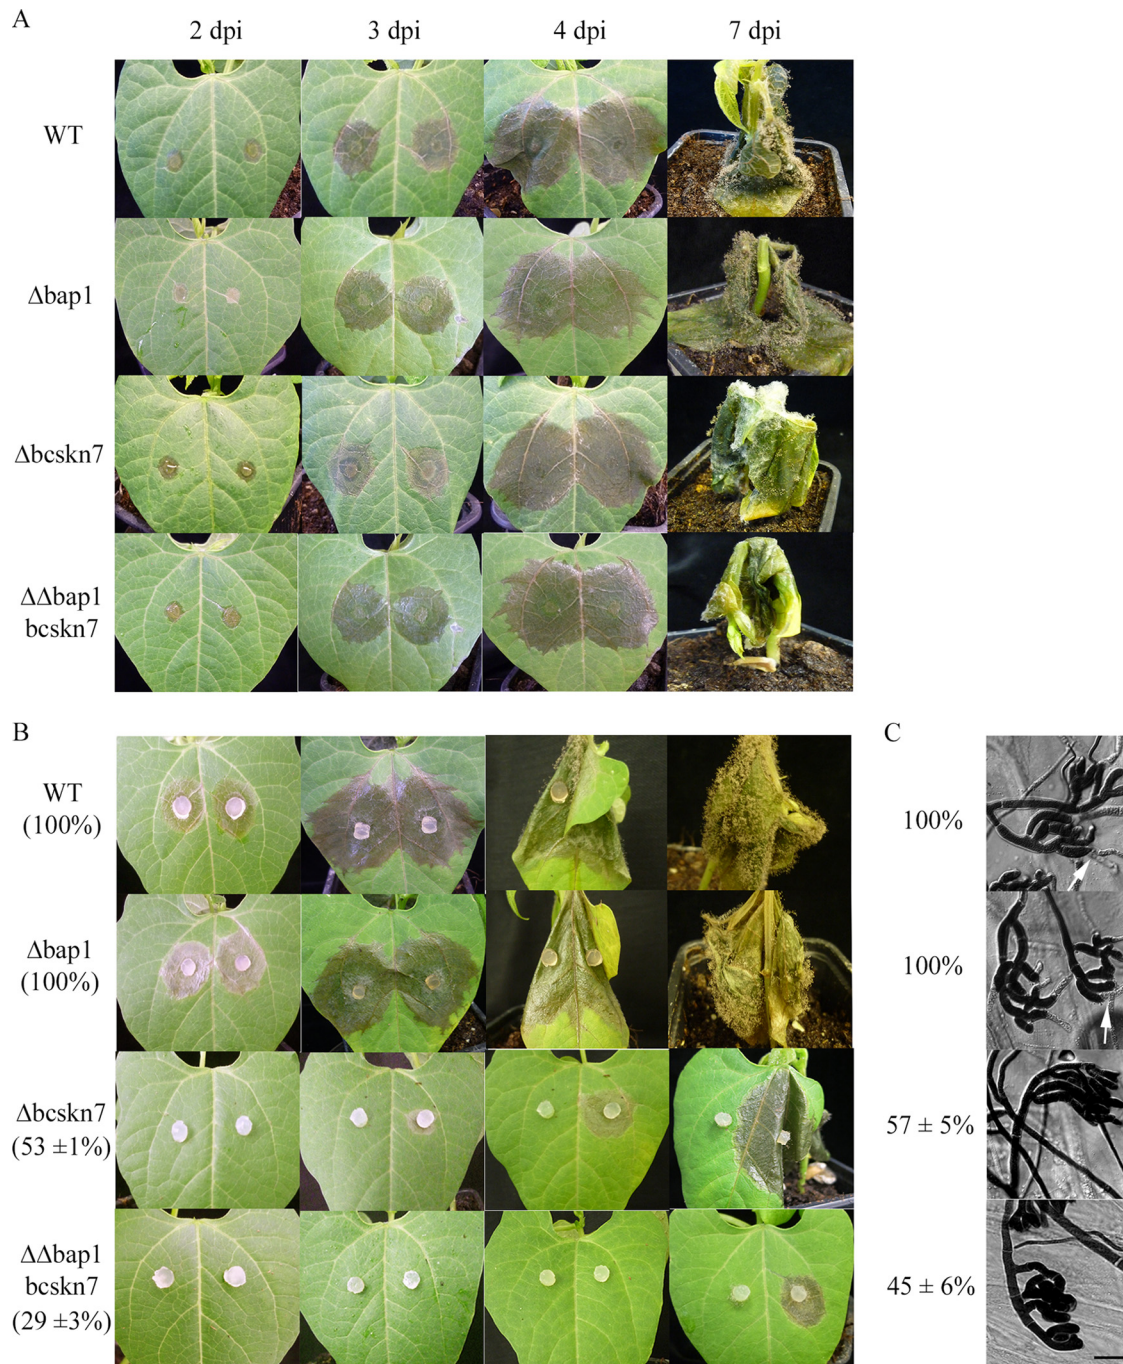 A
2 dpi 3 dpi 4 dpi 7 dpi
WT
Δbap1
Δbcskn7
ΔΔbap1
bcskn7
B
C
WT
(100%)
100%
Δbap1
(100%)
100%
Δbcskn7
(53 ±1%)
57 ± 5%
ΔΔbap1
bcskn7
(29 ±3%)
45 ± 6%